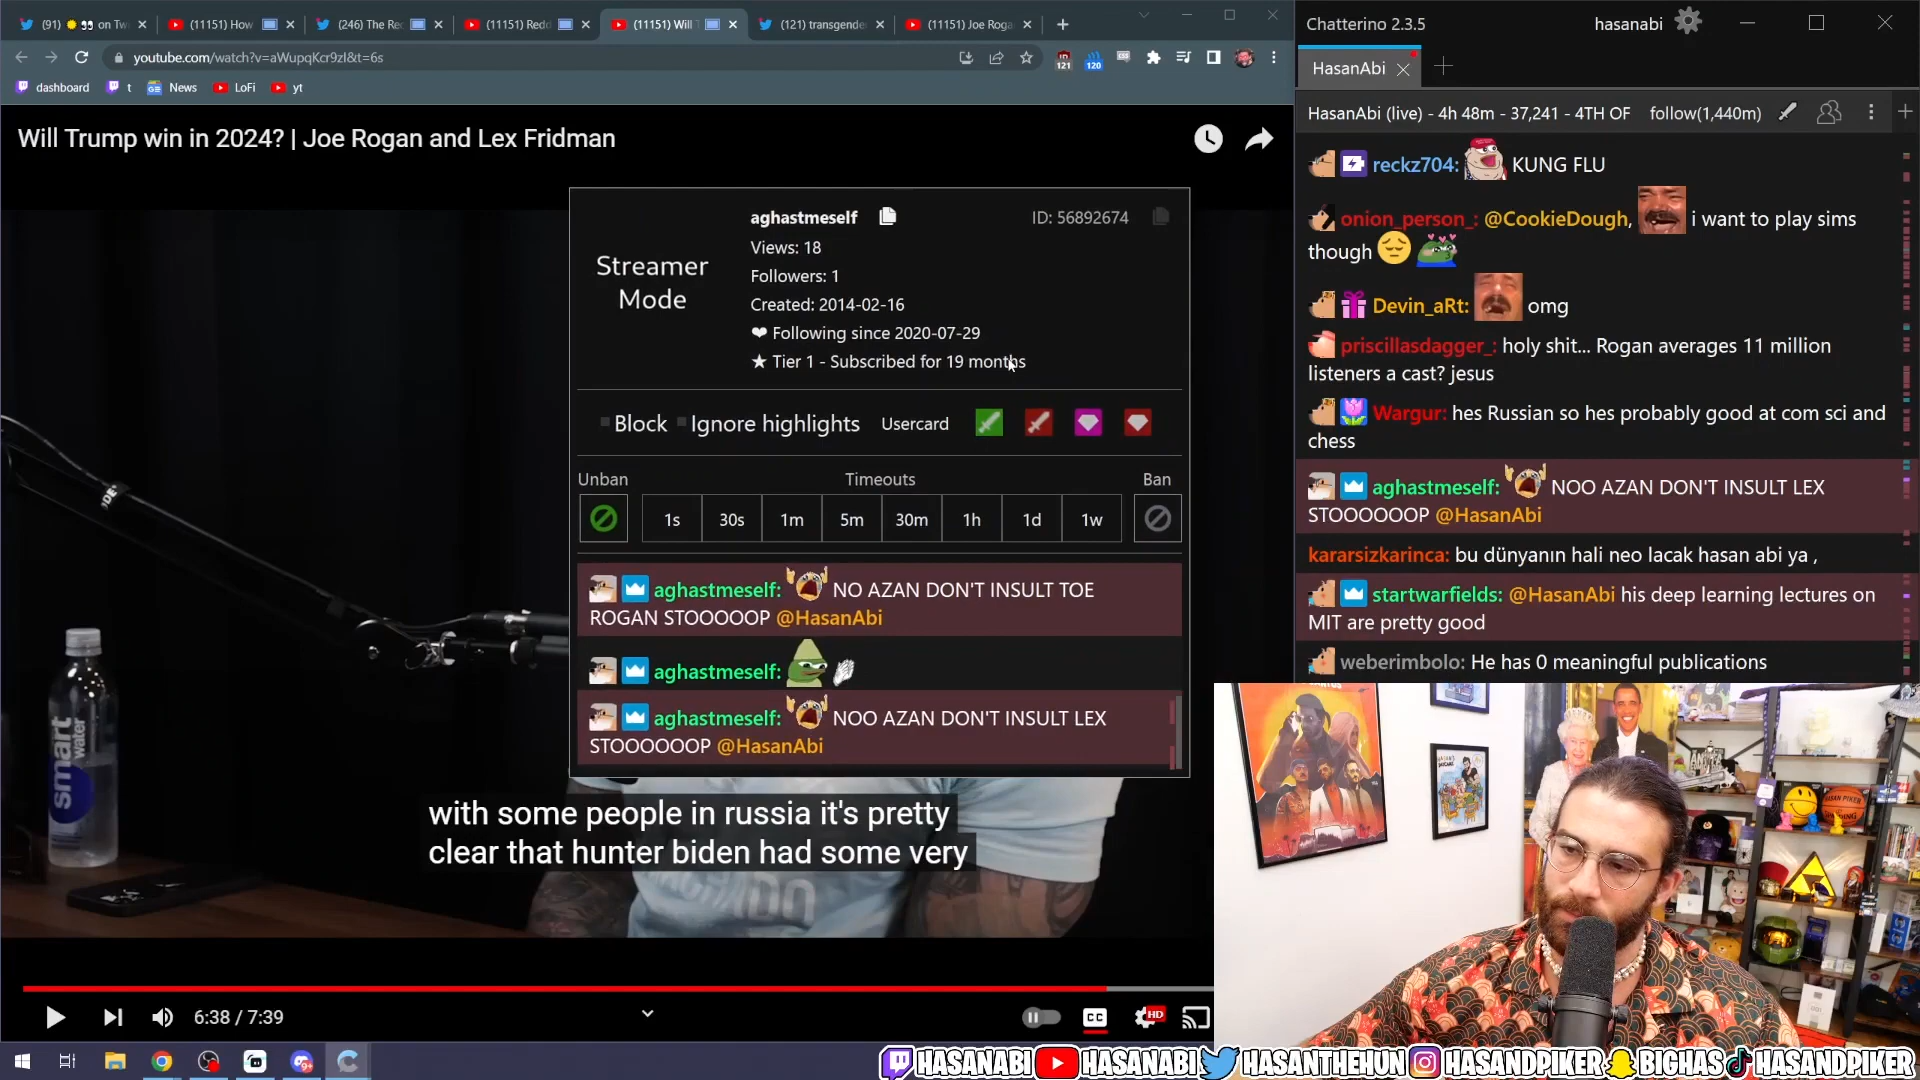 (91) on Tw
(11151) How
(246) The Re
(11151) Redd
(11151) Will
(121) transgende
(11151) Joe Roga
youtube.com/watch?v=aWupqKcr9zI&t=6s
121
120
dashboard
t
News
LoFi
yt
Will Trump win in 2024? | Joe Rogan and Lex Fridman
Streamer
Mode
aghastmeself
ID: 56892674
Views: 18
Followers: 1
Created: 2014-02-16
❤ Following since 2020-07-29
★ Tier 1 - Subscribed for 19 months
Block
Ignore highlights
Usercard
Unban
Timeouts
Ban
1s
30s
1m
5m
30m
1h
1d
1w
aghastmeself: NO AZAN DON'T INSULT TOE
ROGAN STOOOOOP @HasanAbi
aghastmeself:
aghastmeself: NOO AZAN DON'T INSULT LEX
STOOOOOOP @HasanAbi
smart
water
with some people in russia it's pretty
clear that hunter biden had some very
6:38 / 7:39
CC
HD
Chatterino 2.3.5
hasanabi
HasanAbi
HasanAbi (live) - 4h 48m - 37,241 - 4TH OF
follow(1,440m)
reckz704: KUNG FLU
onion_person_: @CookieDough, i want to play sims
though
Devin_aRt: omg
priscillasdagger_: holy shit... Rogan averages 11 million
listeners a cast? jesus
Wargur: hes Russian so hes probably good at com sci and
chess
aghastmeself: NOO AZAN DON'T INSULT LEX
STOOOOOOP @HasanAbi
kararsizkarinca: bu dünyanın hali neo lacak hasan abi ya ,
startwarfields: @HasanAbi his deep learning lectures on
MIT are pretty good
weberimbolo: He has 0 meaningful publications
HASANABI
HASANABI
HASANTHEHUN
HASANDPIKER
BIGHAS
HASANDPIKER